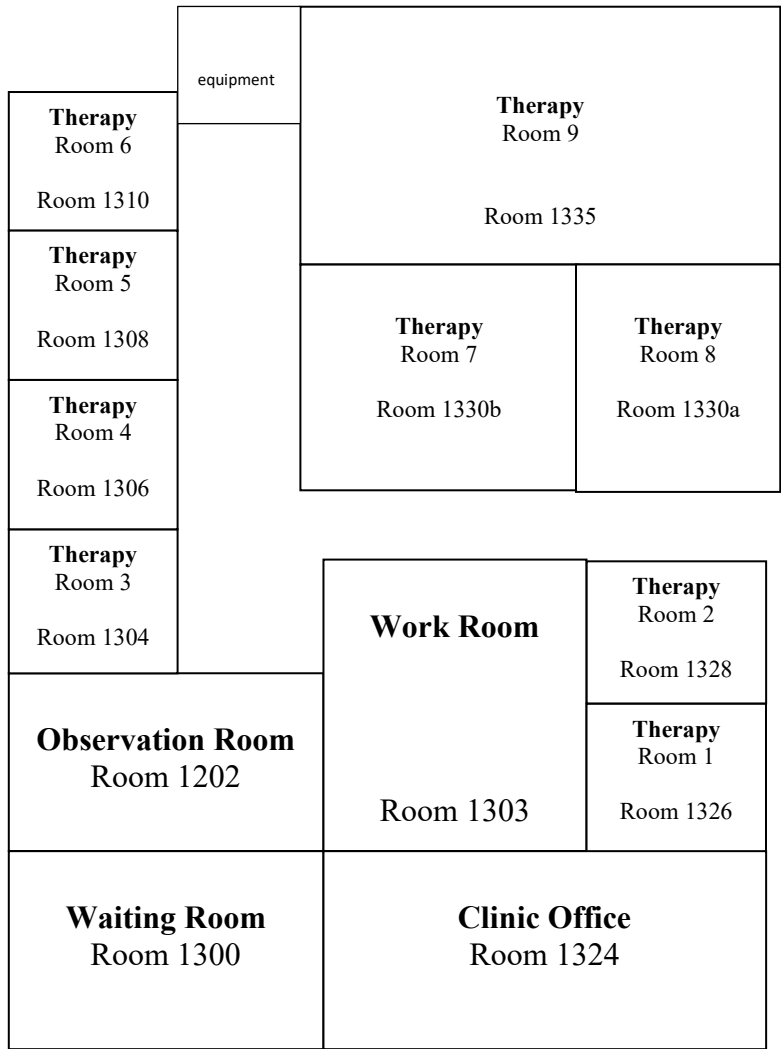 equipment
Therapy
Room 9
Room 1335
Therapy
Room 6
Room 1310
Therapy
Room 5
Room 1308
Therapy
Room 7
Room 1330b
Therapy
Room 8
Room 1330a
Therapy
Room 4
Room 1306
Therapy
Room 3
Room 1304
Work Room
Room 1303
Therapy
Room 2
Room 1328
Therapy
Room 1
Room 1326
Observation Room
Room 1202
Waiting Room
Room 1300
Clinic Office
Room 1324